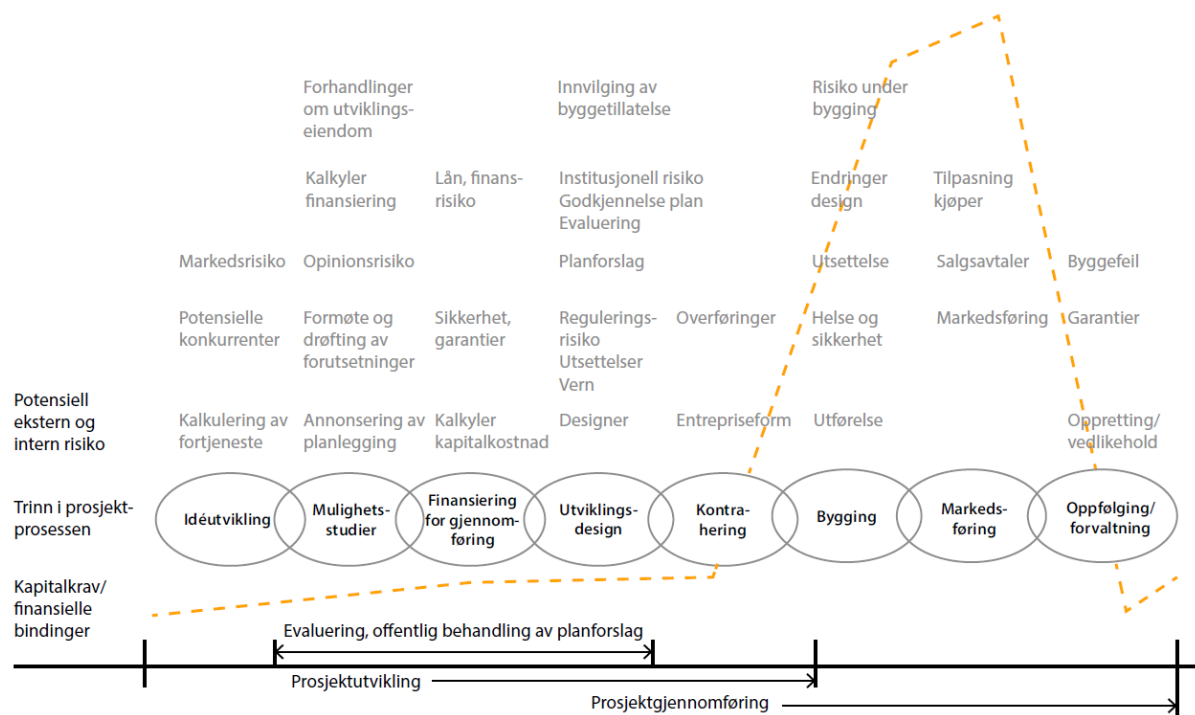 Forhandlinger
om utviklings-
eiendom
Innvilging av
byggetillatelse
Risiko under
bygging
Kalkyler
finansiering
Lån, finans-
risiko
Institusjonell risiko
Godkjennelse plan
Evaluering
Endringer
design
Tilpasning
kjøper
Markedsrisiko
Opinionsrisiko
Planforslag
Utsettelse
Salgsavtaler
Byggefeil
Potensielle
konkurrenter
Formøte og
drøfting av
forutsetninger
Sikkerhet,
garantier
Regulerings-
risiko
Utsettelser
Vern
Overføringer
Helse og
sikkerhet
Markedsføring
Garantier
Potensiell
ekstern og
intern risiko
Kalkulering av
fortjeneste
Annonsering av
planlegging
Kalkyler
kapitalkostnad
Designer
Entrepriseform
Utførelse
Oppretting/
vedlikehold
Trinn i prosjekt-
prosessen
Idéutvikling
Mulighets-
studier
Finansiering
for gjennom-
føring
Utviklings-
design
Kontra-
hering
Bygging
Markeds-
føring
Oppfølging/
forvaltning
Kapitalkrav/
finansielle
bindinger
Evaluering, offentlig behandling av planforslag
Prosjektutvikling
Prosjektgjennomføring